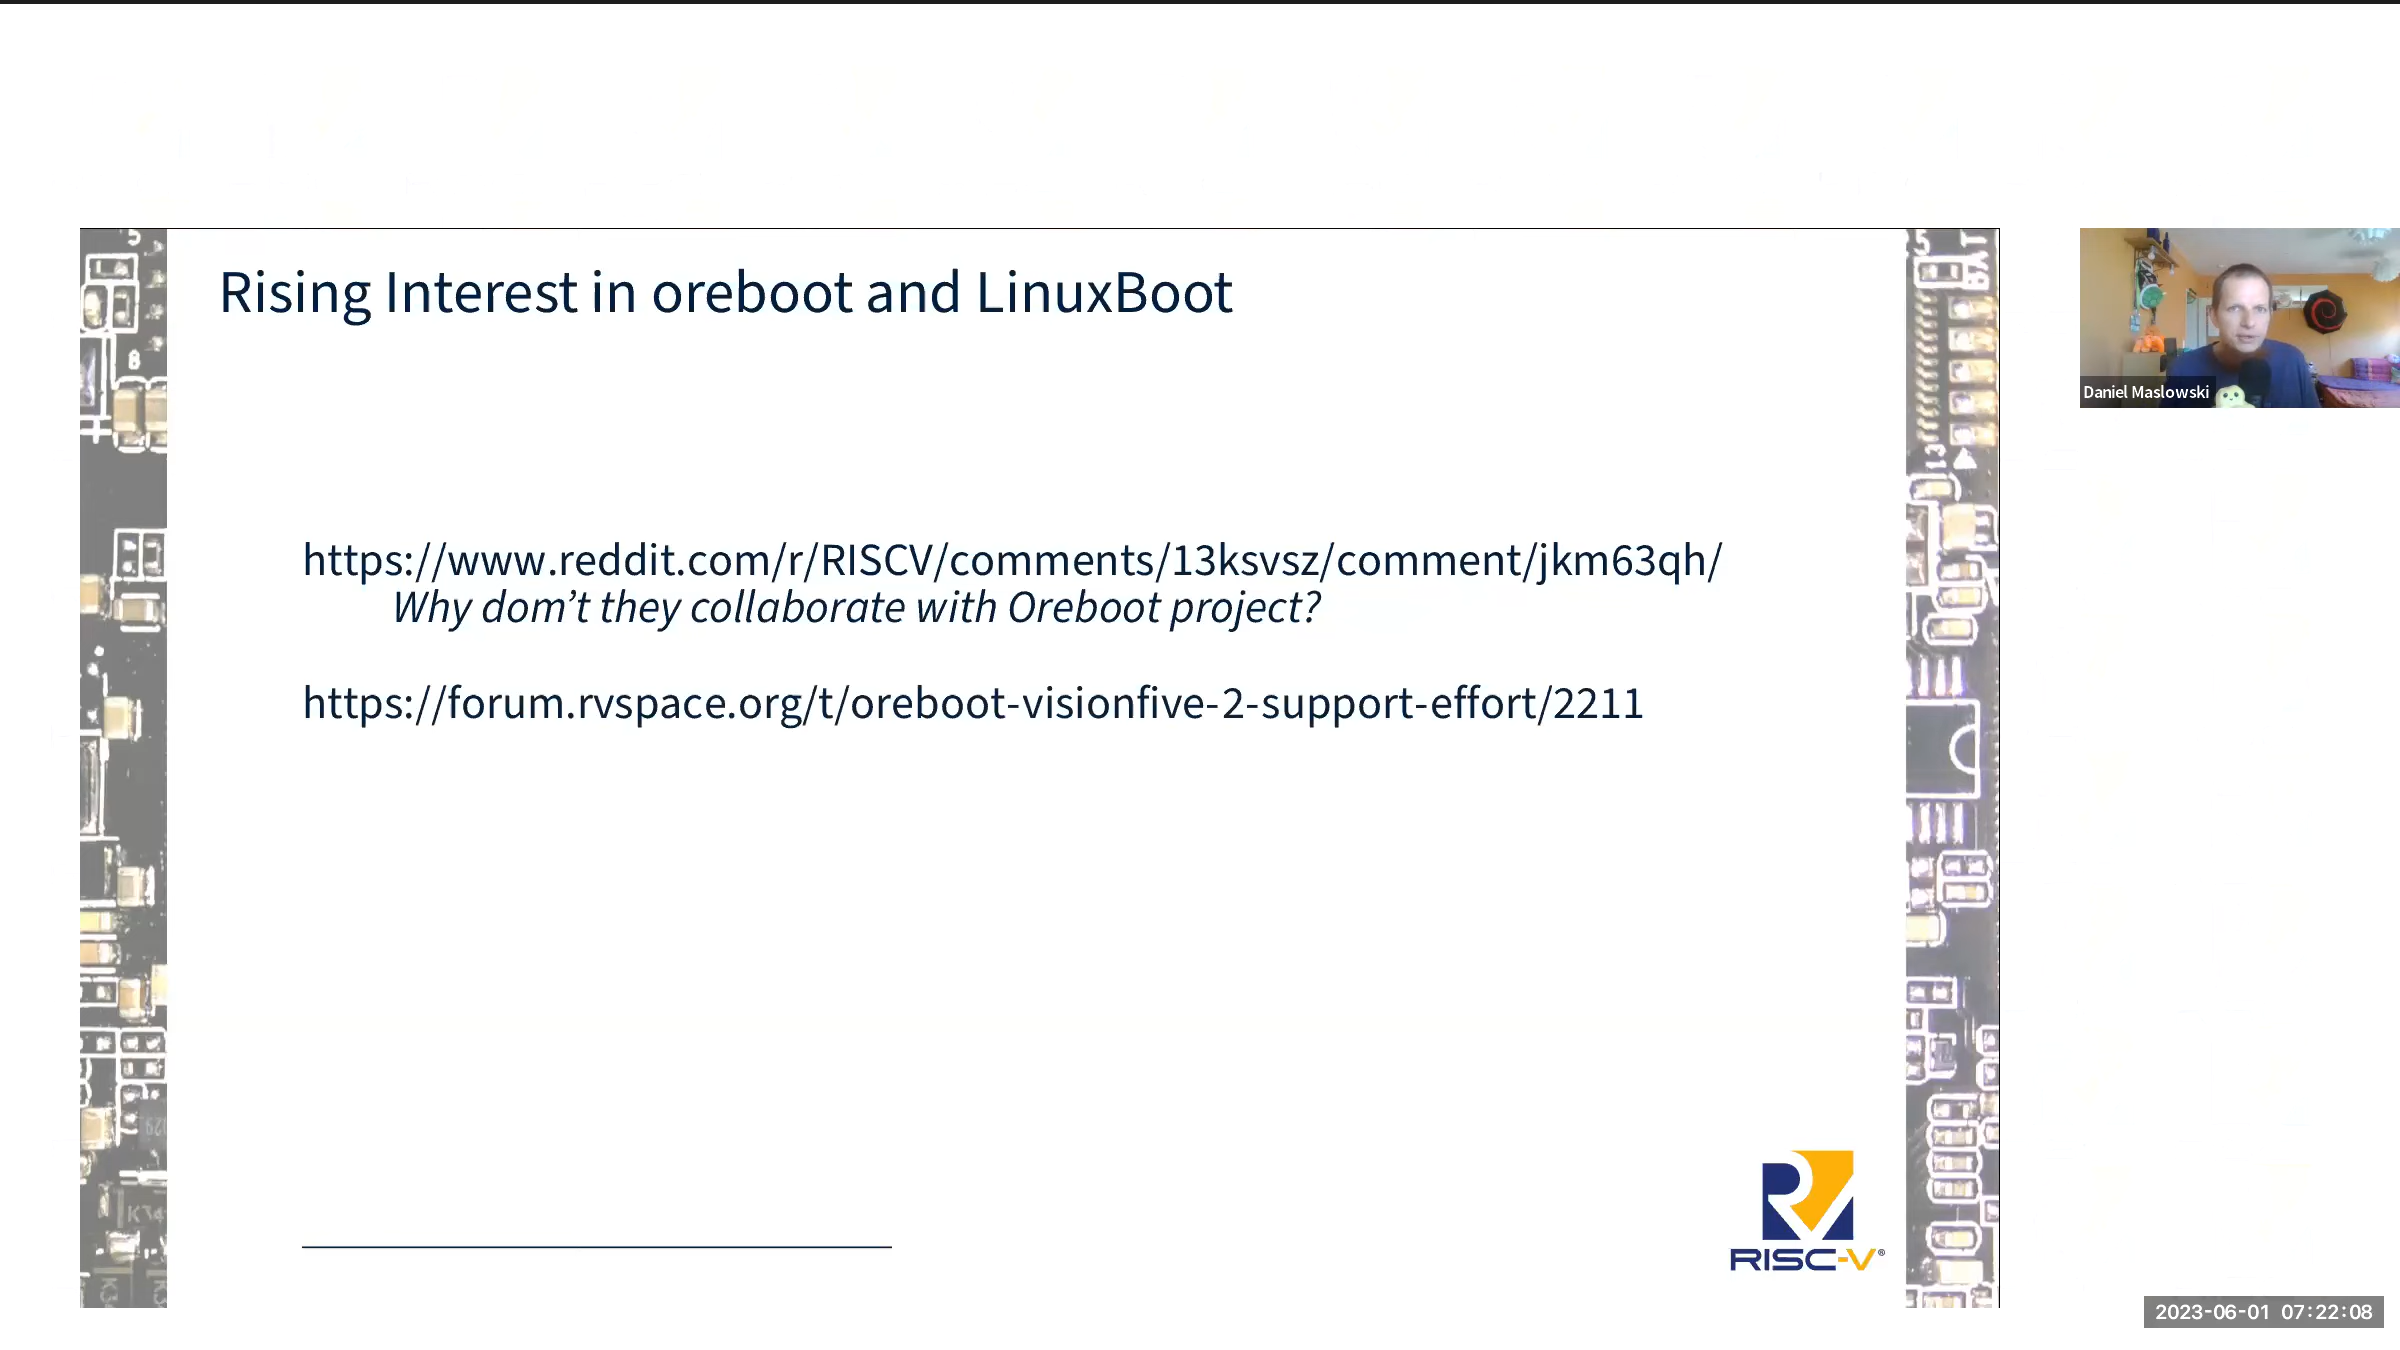 Rising Interest in oreboot and LinuxBoot
https://www.reddit.com/r/RISCV/comments/13ksvsz/comment/jkm63qh/
Why dom’t they collaborate with Oreboot project?
https://forum.rvspace.org/t/oreboot-visionfive-2-support-effort/2211
Daniel Maslowski
RISC-V®
2023-06-01 07:22:08